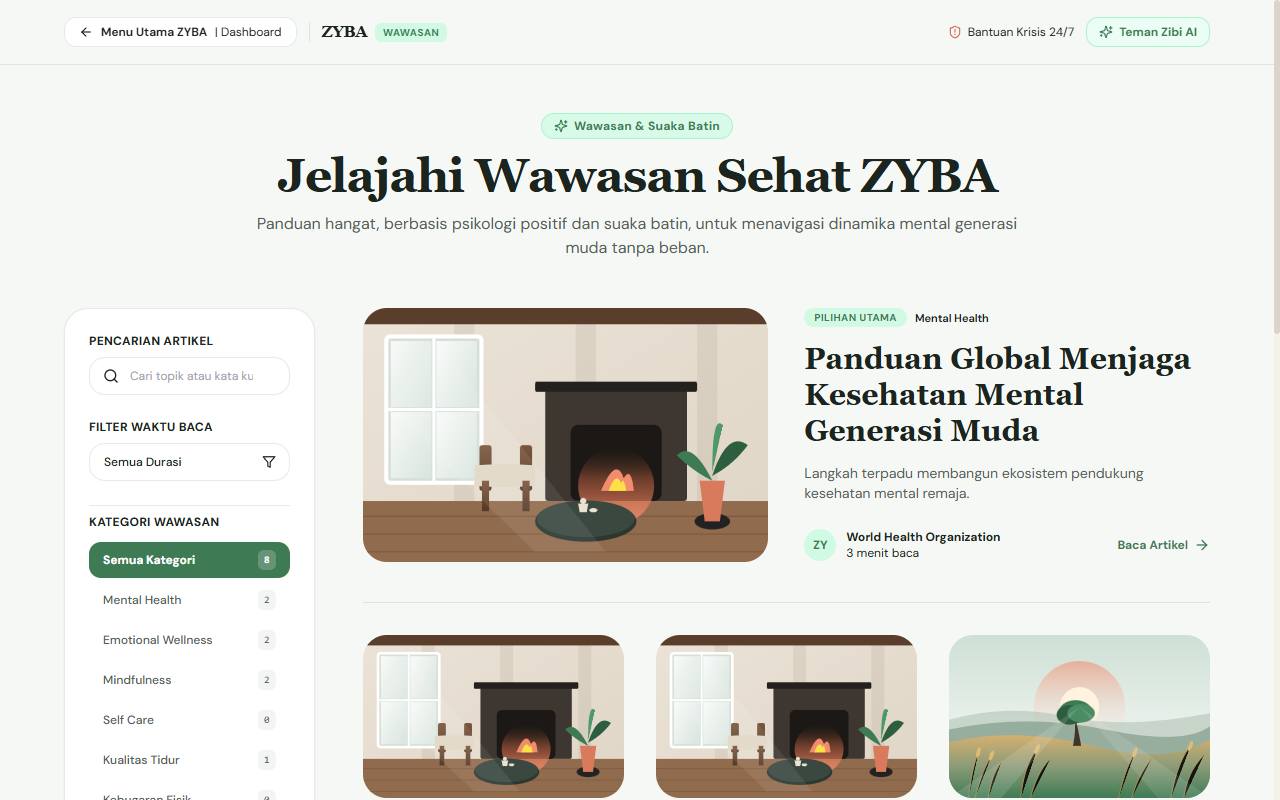 Menu Utama ZYBA | Dashboard
ZYBA WAWASAN
Bantuan Krisis 24/7
Teman Zibi AI
Wawasan & Suaka Batin
Jelajahi Wawasan Sehat ZYBA
Panduan hangat, berbasis psikologi positif dan suaka batin, untuk menavigasi dinamika mental generasi
muda tanpa beban.
PENCARIAN ARTIKEL
Cari topik atau kata ku
FILTER WAKTU BACA
Semua Durasi
KATEGORI WAWASAN
Semua Kategori 8
Mental Health 2
Emotional Wellness 2
Mindfulness 2
Self Care 0
Kualitas Tidur 1
Kebugaran Fisik 0
PILIHAN UTAMA Mental Health
Panduan Global Menjaga
Kesehatan Mental
Generasi Muda
Langkah terpadu membangun ekosistem pendukung
kesehatan mental remaja.
ZY
World Health Organization
3 menit baca
Baca Artikel